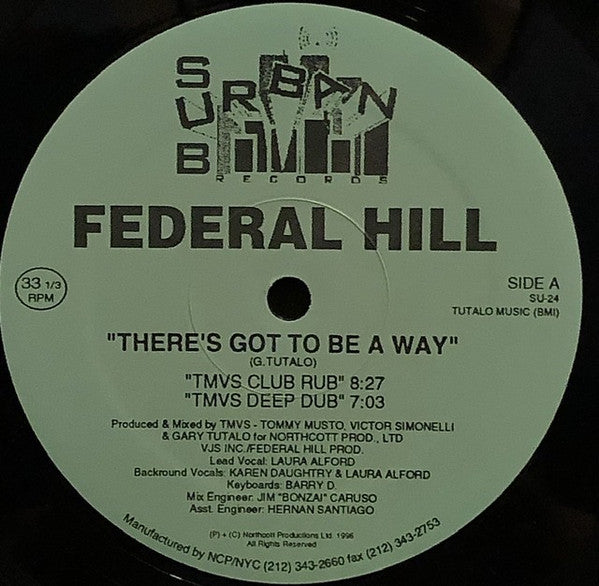 SUB URBAN
RECORDS
FEDERAL HILL
33 1/3
RPM
SIDE A
SU-24
TUTALO MUSIC (BMI)
"THERE'S GOT TO BE A WAY"
(G.TUTALO)
"TMVS CLUB RUB" 8:27
"TMVS DEEP DUB" 7:03
Produced & Mixed by TMVS - TOMMY MUSTO, VICTOR SIMONELLI
& GARY TUTALO for NORTHCOTT PROD., LTD
VJS INC./FEDERAL HILL PROD.
Lead Vocal: LAURA ALFORD
Backround Vocals: KAREN DAUGHTRY & LAURA ALFORD
Keyboards: BARRY D.
Mix Engineer: JIM "BONZAI" CARUSO
Asst. Engineer: HERNAN SANTIAGO
(P) + (C) Northcott Productions Ltd. 1996
All Rights Reserved
Manufactured by NCP/NYC (212) 343-2660 fax (212) 343-2753